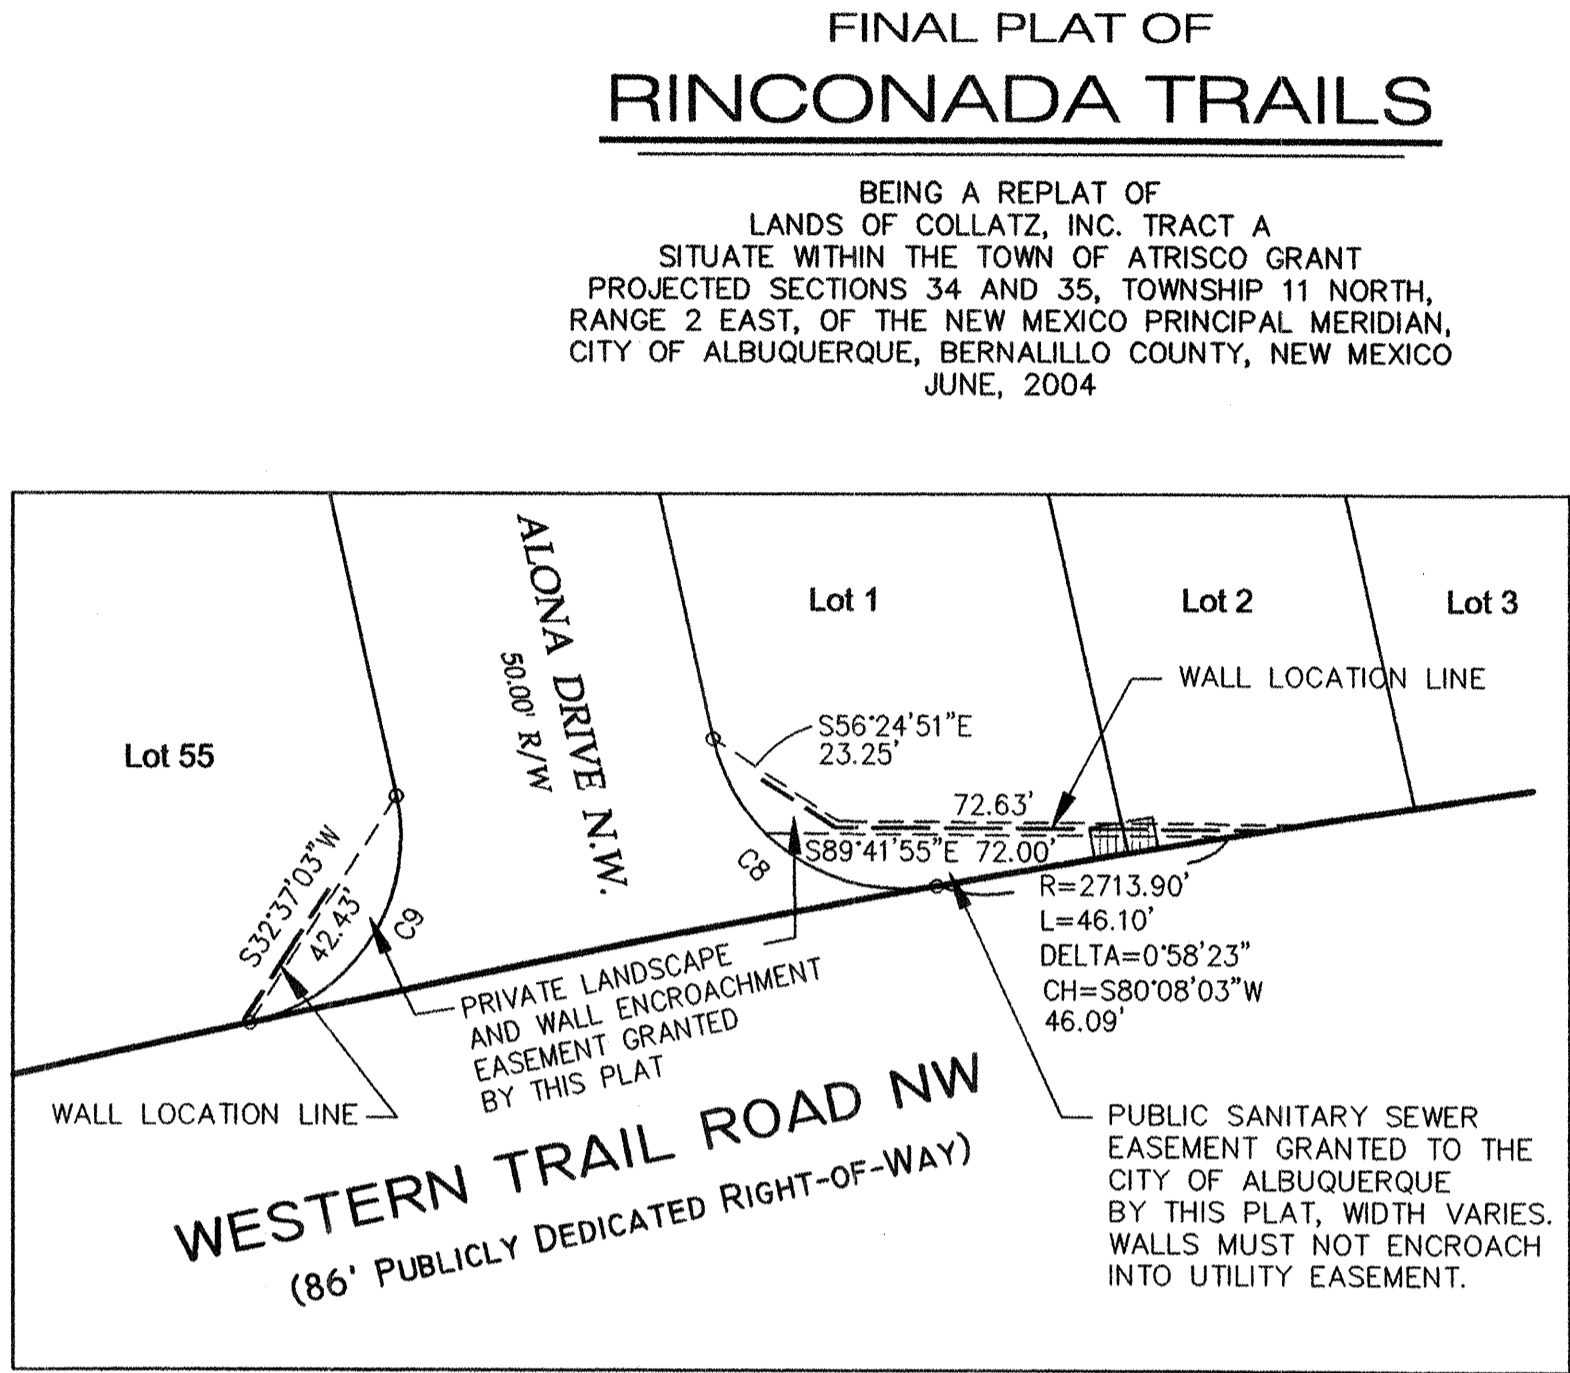 FINAL PLAT OF
RINCONADA TRAILS
BEING A REPLAT OF
LANDS OF COLLATZ, INC. TRACT A
SITUATE WITHIN THE TOWN OF ATRISCO GRANT
PROJECTED SECTIONS 34 AND 35, TOWNSHIP 11 NORTH,
RANGE 2 EAST, OF THE NEW MEXICO PRINCIPAL MERIDIAN,
CITY OF ALBUQUERQUE, BERNALILLO COUNTY, NEW MEXICO
JUNE, 2004
ALONA DRIVE N.W.
50.00' R/W
Lot 1
Lot 2
Lot 3
WALL LOCATION LINE
Lot 55
S56°24'51"E
23.25'
72.63'
S89°41'55"E 72.00'
C8
S32°37'03"W
42.43'
C9
R=2713.90'
L=46.10'
DELTA=0°58'23"
CH=S80°08'03"W
46.09'
PRIVATE LANDSCAPE
AND WALL ENCROACHMENT
EASEMENT GRANTED
BY THIS PLAT
WALL LOCATION LINE
WESTERN TRAIL ROAD NW
(86' PUBLICLY DEDICATED RIGHT-OF-WAY)
PUBLIC SANITARY SEWER
EASEMENT GRANTED TO THE
CITY OF ALBUQUERQUE
BY THIS PLAT, WIDTH VARIES.
WALLS MUST NOT ENCROACH
INTO UTILITY EASEMENT.